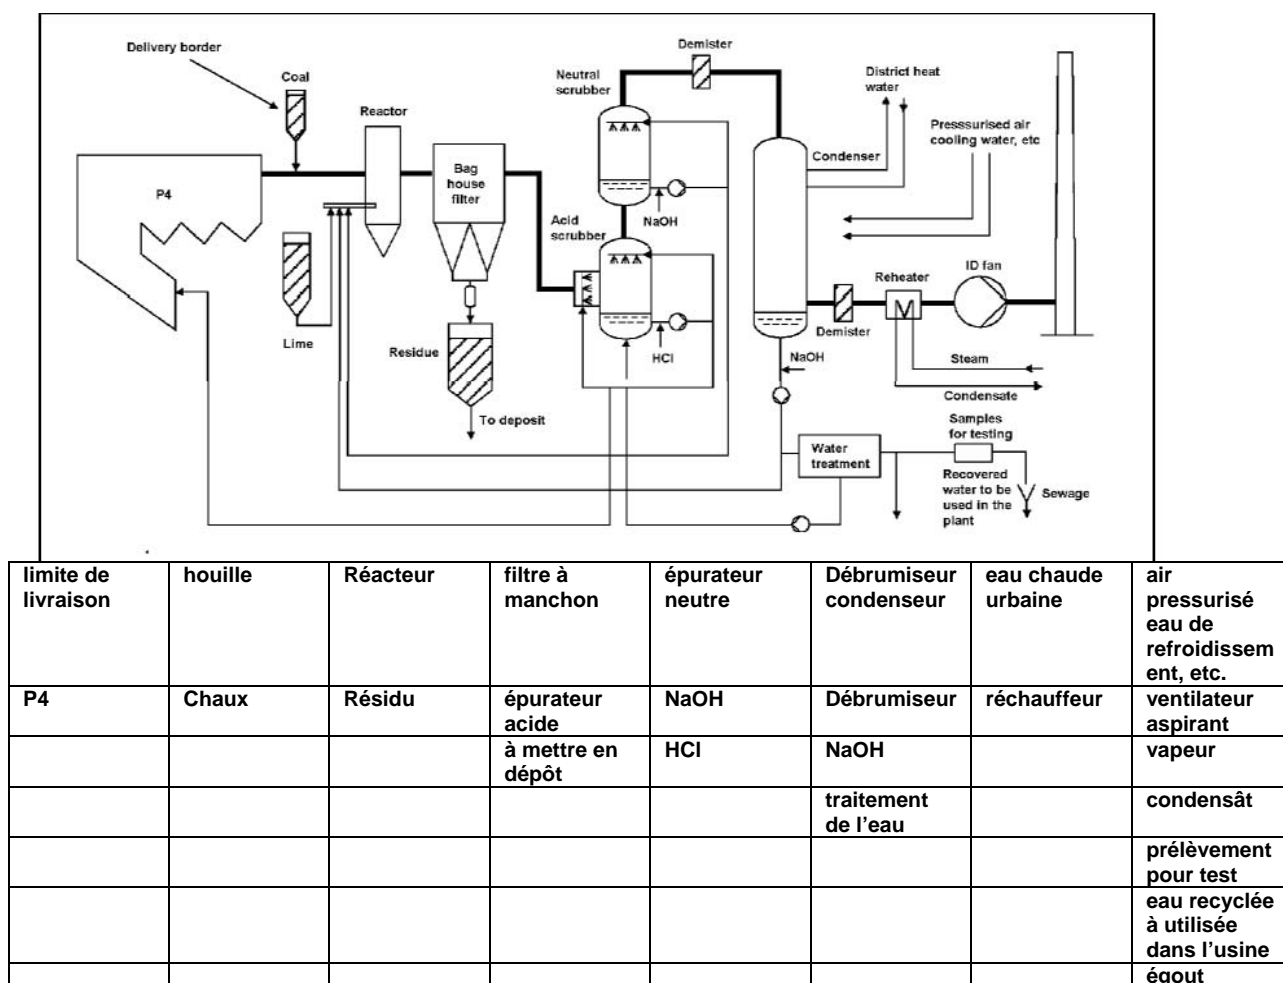 Delivery border
Demister
Neutral
scrubber
Coal
District heat
water
Reactor
Presssurised air
cooling water, etc
Condenser
Bag
house
filter
P4
NaOH
Acid
scrubber
ID fan
Reheater
Lime
Residue
HCl
Demister
NaOH
Steam
Condensate
To deposit
Samples
for testing
Water
treatment
Recovered
water to be
used in the
plant
Sewage
limite de
livraison
houille
Réacteur
filtre à
manchon
épurateur
neutre
Débrumiseur
condenseur
eau chaude
urbaine
air
pressurisé
eau de
refroidissem
ent, etc.
P4
Chaux
Résidu
épurateur
acide
NaOH
Débrumiseur
réchauffeur
ventilateur
aspirant
à mettre en
dépôt
HCl
NaOH
vapeur
traitement
de l’eau
condensât
prélèvement
pour test
eau recyclée
à utilisée
dans l’usine
égout